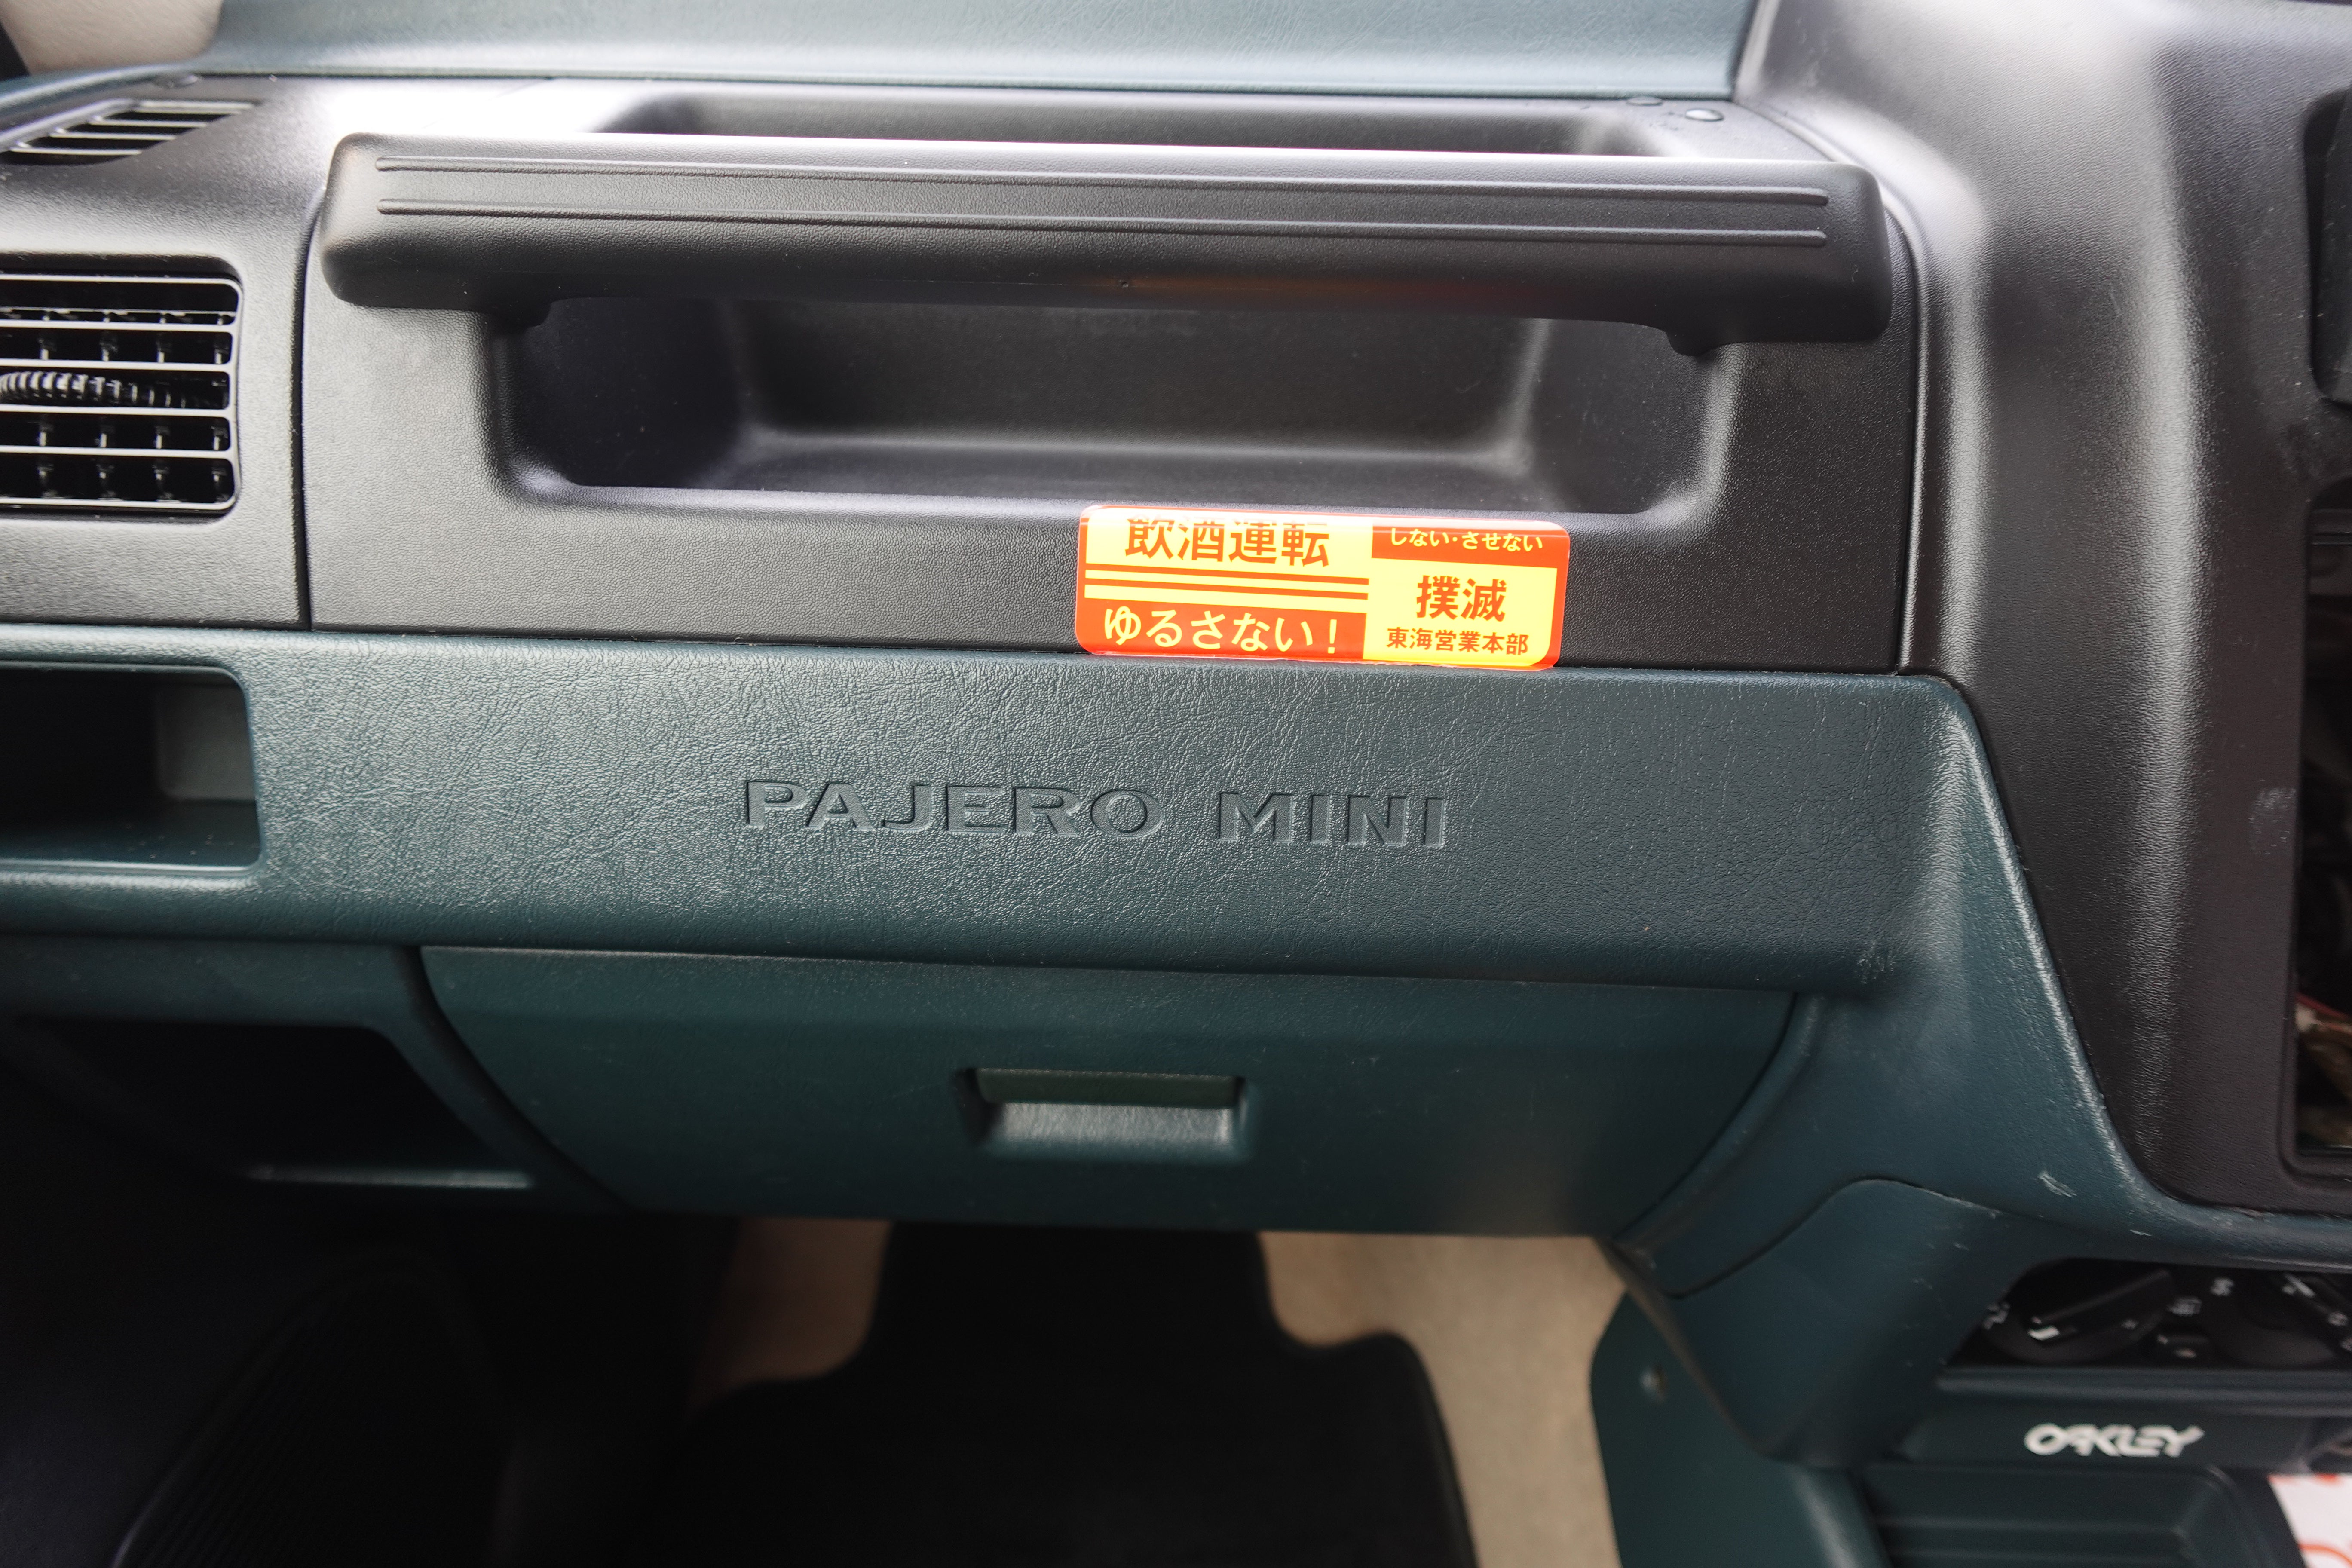 飲酒運転
ゆるさない!
しない・させない
撲滅
東海営業本部
PAJERO MINI
OAKLEY